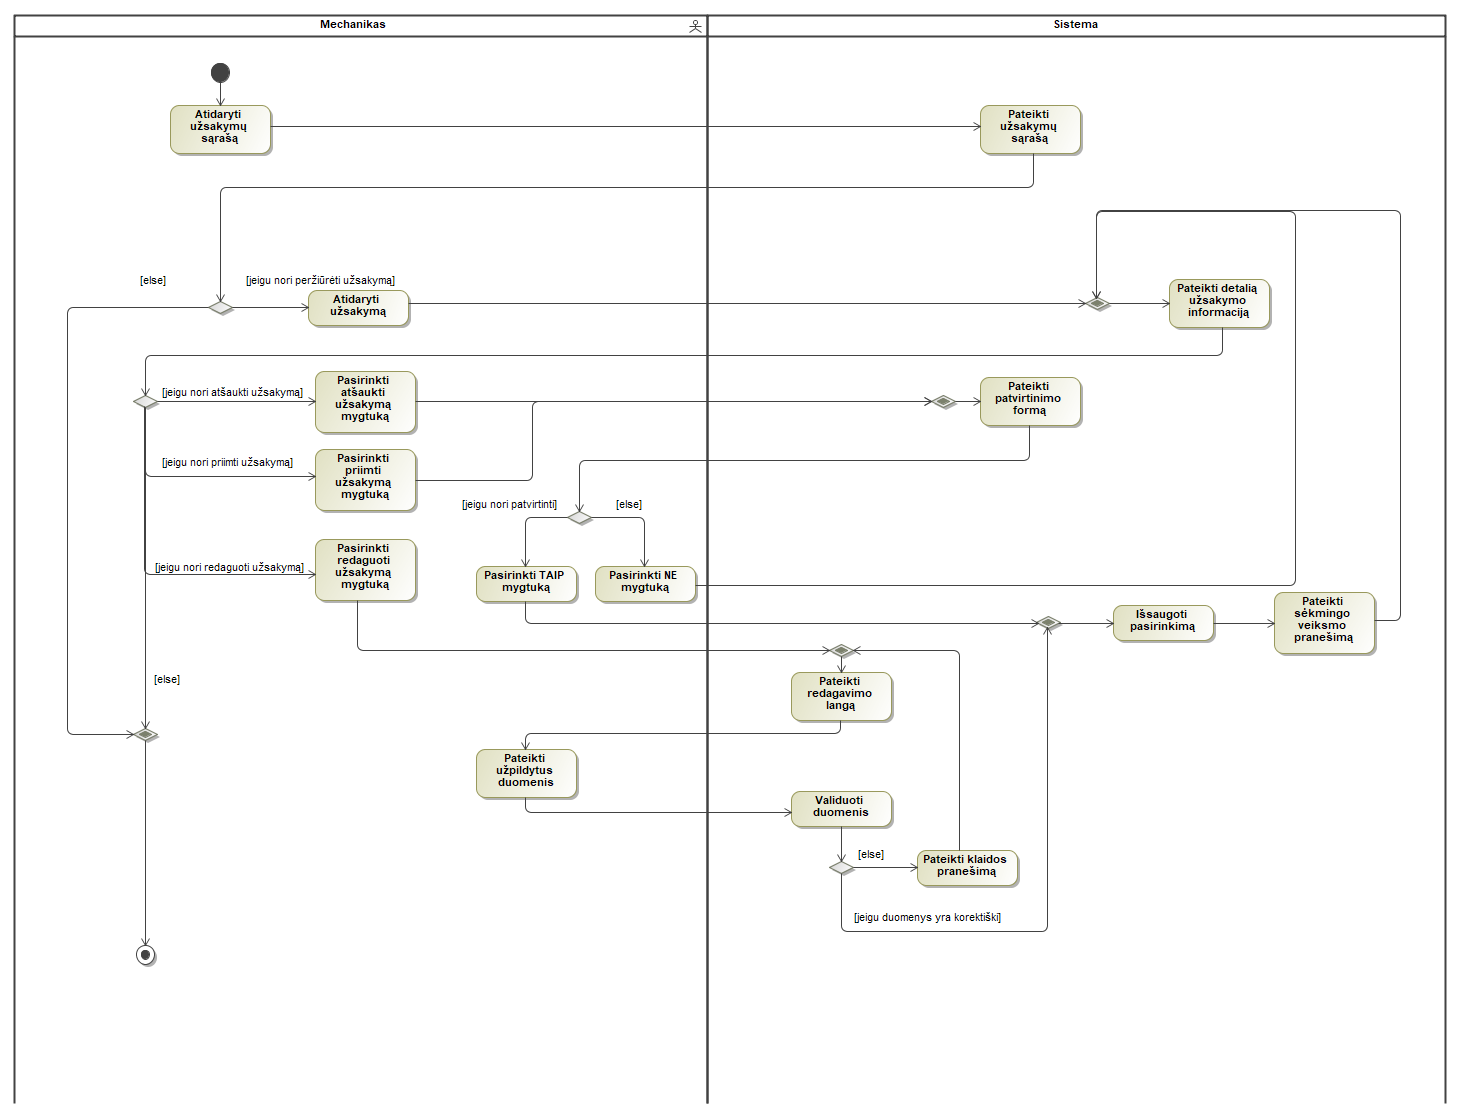 Mechanikas
Sistema
Atidaryti
užsakymų
sąrašą
Pateikti
užsakymų
sąrašą
[else]
[jeigu nori peržiūrėti užsakymą]
Atidaryti
užsakymą
Pateikti detalią
užsakymo
informaciją
[jeigu nori atšaukti užsakymą]
Pasirinkti
atšaukti
užsakymą
mygtuką
Pateikti
patvirtinimo
formą
[jeigu nori priimti užsakymą]
Pasirinkti
priimti
užsakymą
mygtuką
[jeigu nori patvirtinti]
[else]
[jeigu nori redaguoti užsakymą]
Pasirinkti
redaguoti
užsakymą
mygtuką
Pasirinkti TAIP
mygtuką
Pasirinkti NE
mygtuką
Išsaugoti
pasirinkimą
Pateikti
sėkmingo
veiksmo
pranešimą
[else]
Pateikti
redagavimo
langą
Pateikti
užpildytus
duomenis
Validuoti
duomenis
[else]
Pateikti klaidos
pranešimą
[jeigu duomenys yra korektiški]